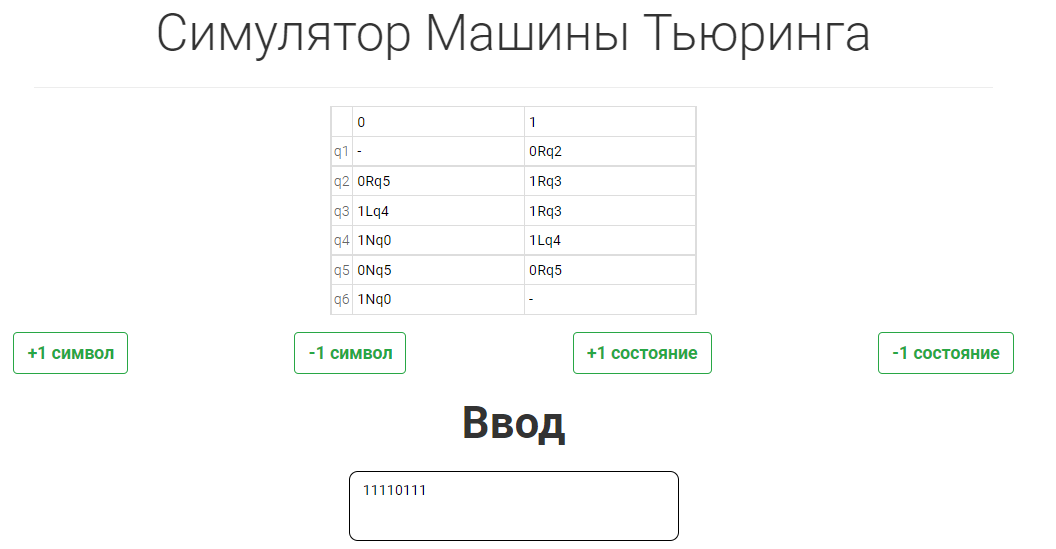 Симулятор Машины Тьюринга
0 1
q1 - 0Rq2
q2 0Rq5 1Rq3
q3 1Lq4 1Rq3
q4 1Nq0 1Lq4
q5 0Nq5 0Rq5
q6 1Nq0 -
+1 символ -1 символ +1 состояние -1 состояние
Ввод
11110111